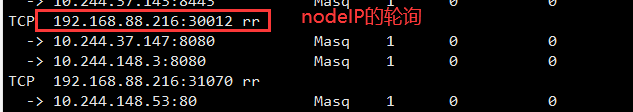 -> 10.244.37.145:8443 Masq 1 0 0
TCP 192.168.88.216:30012 rr nodeIP的轮询
-> 10.244.37.147:8080 Masq 1 0 0
-> 10.244.148.3:8080 Masq 1 0 0
TCP 192.168.88.216:31070 rr
-> 10.244.148.53:80 Masq 1 0 0